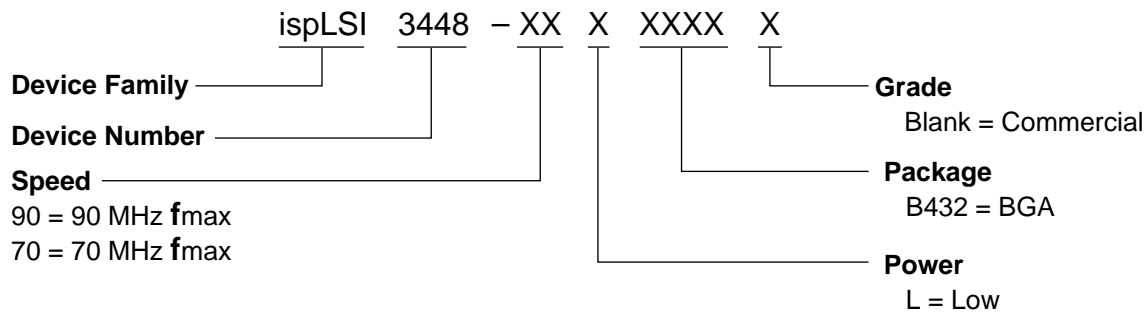 ispLSI 3448 – XX X XXXX X
Device Family
Device Number
Speed
90 = 90 MHz fmax
70 = 70 MHz fmax
Grade
Blank = Commercial
Package
B432 = BGA
Power
L = Low